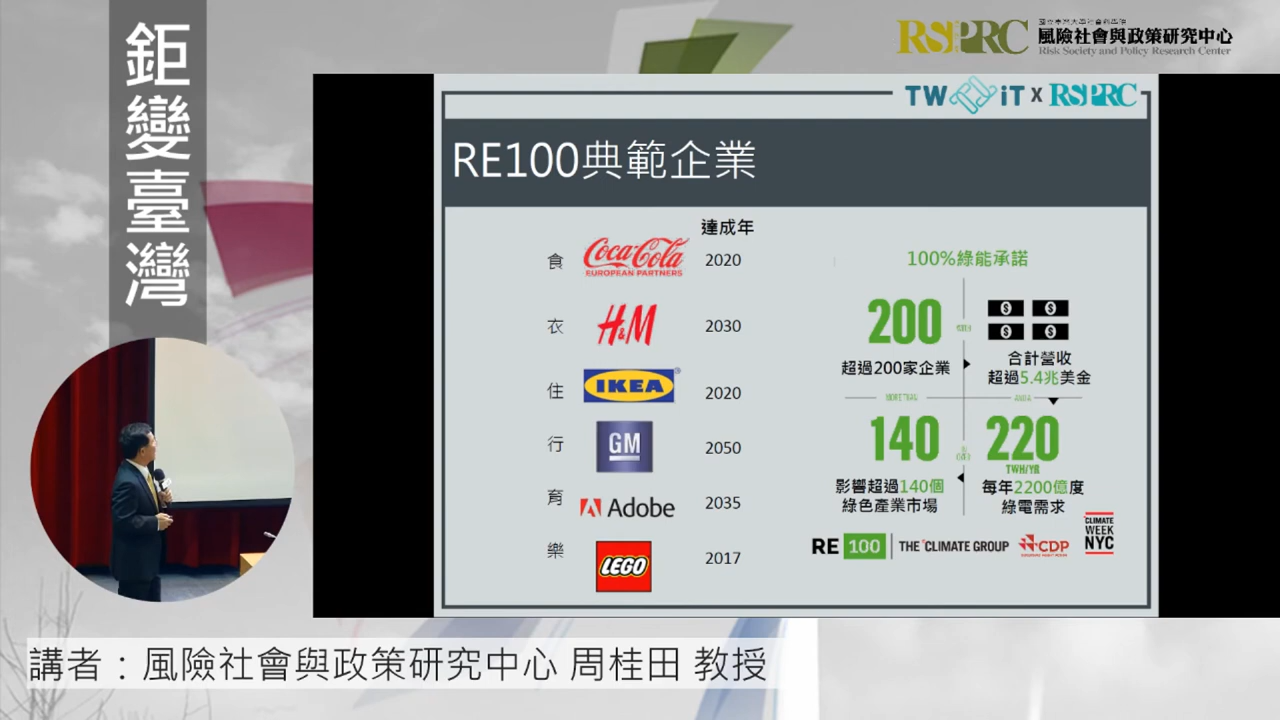 鉅變臺灣
RSPRC
國立臺灣大學社會科學院
風險社會與政策研究中心
Risk Society and Policy Research Center
TW iT x RSPRC
RE100典範企業
達成年
食 Coca-Cola EUROPEAN PARTNERS 2020
衣 H&M 2030
住 IKEA 2020
行 GM 2050
育 Adobe 2035
樂 LEGO 2017
100%綠能承諾
200
超過200家企業
合計營收
超過5.4兆美金
MORE THAN
140
影響超過140個
綠色產業市場
220
TWH/YR
每年2200億度
綠電需求
RE 100 THE °CLIMATE GROUP CDP
CLIMATE
WEEK
NYC
講者：風險社會與政策研究中心 周桂田 教授